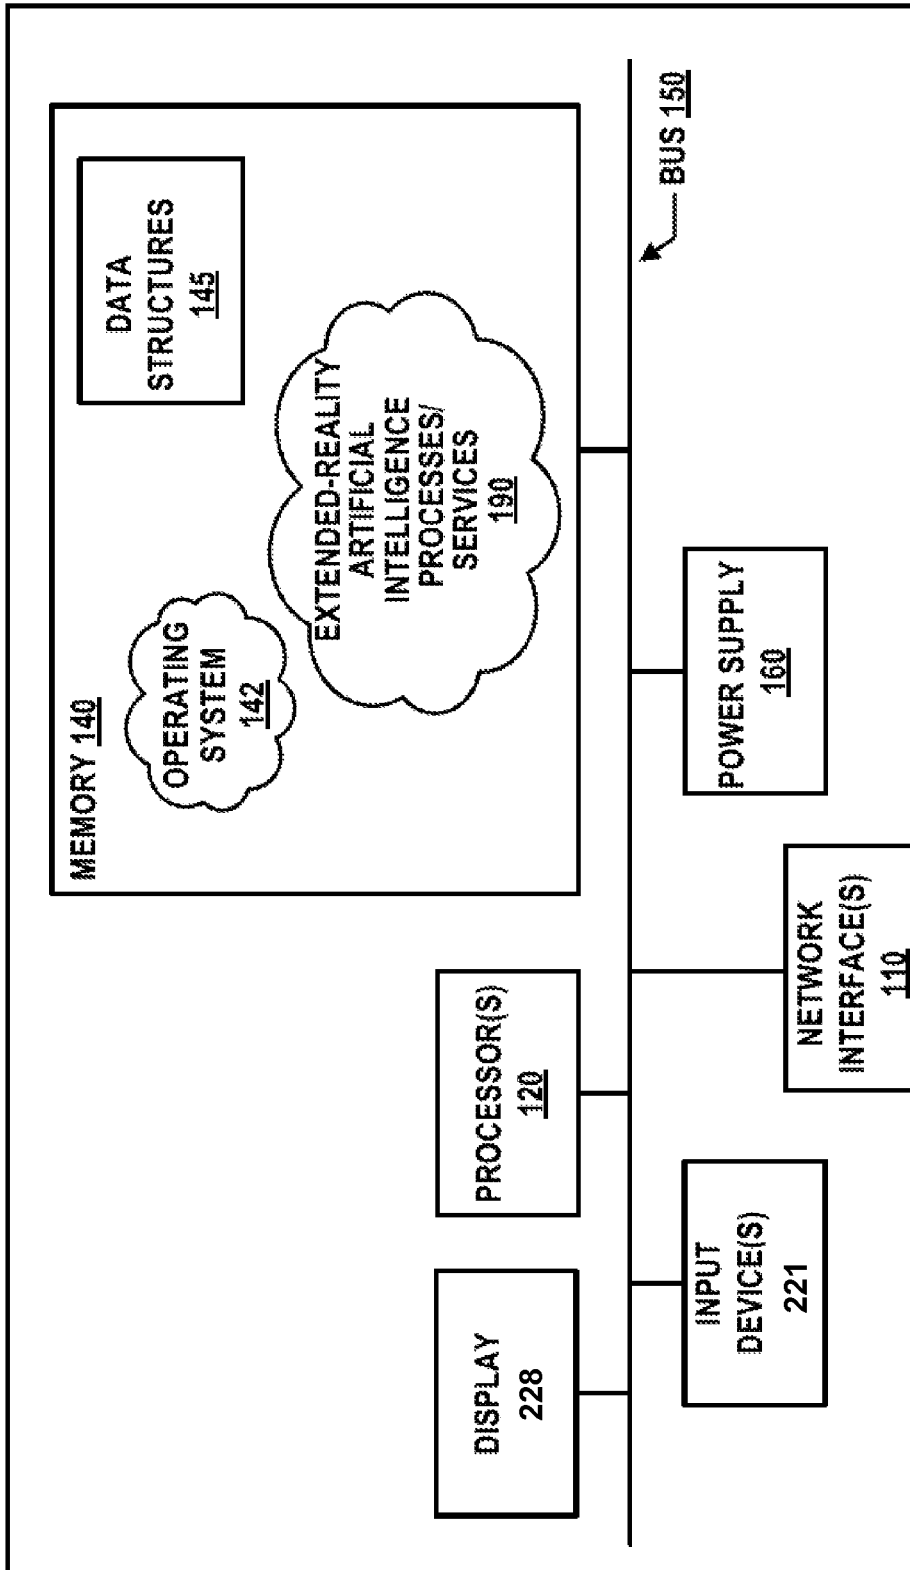 MEMORY 140
OPERATING
SYSTEM
142
DATA
STRUCTURES
145
EXTENDED-REALITY
ARTIFICIAL
INTELLIGENCE
PROCESSES/
SERVICES
190
DISPLAY
228
PROCESSOR(S)
120
BUS 150
INPUT
DEVICE(S)
221
NETWORK
INTERFACE(S)
110
POWER SUPPLY
160